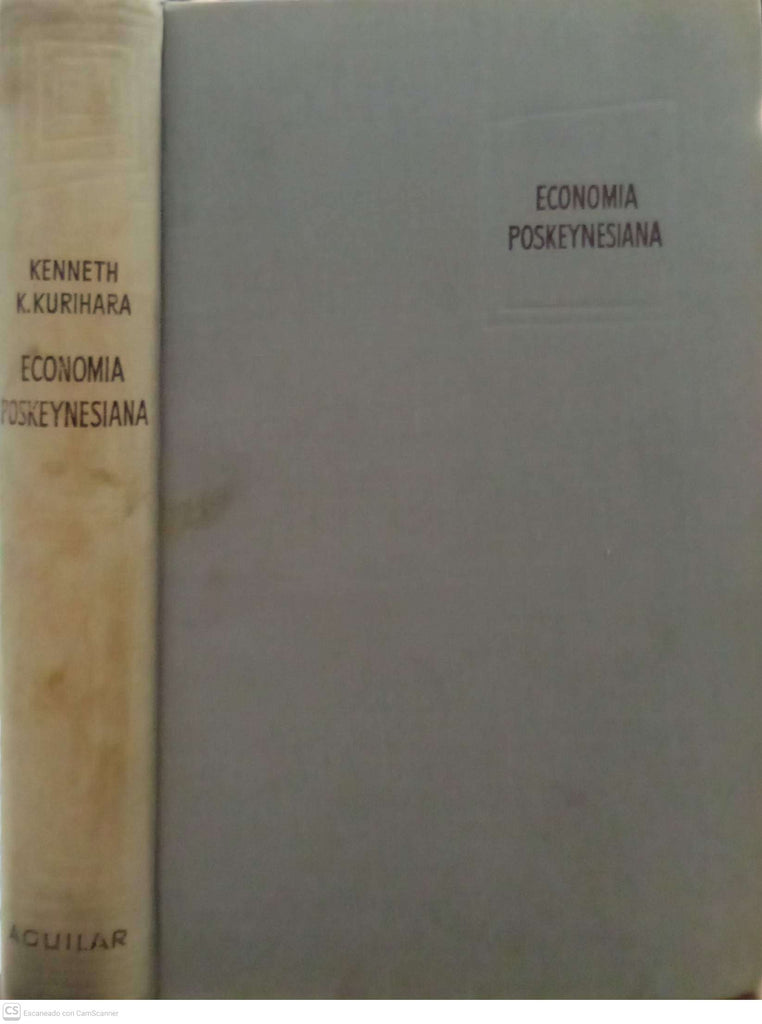 KENNETH
K. KURIHARA
ECONOMIA
POSKEYNESIANA
AGUILAR
ECONOMIA
POSKEYNESIANA
CS Escaneado con CamScanner